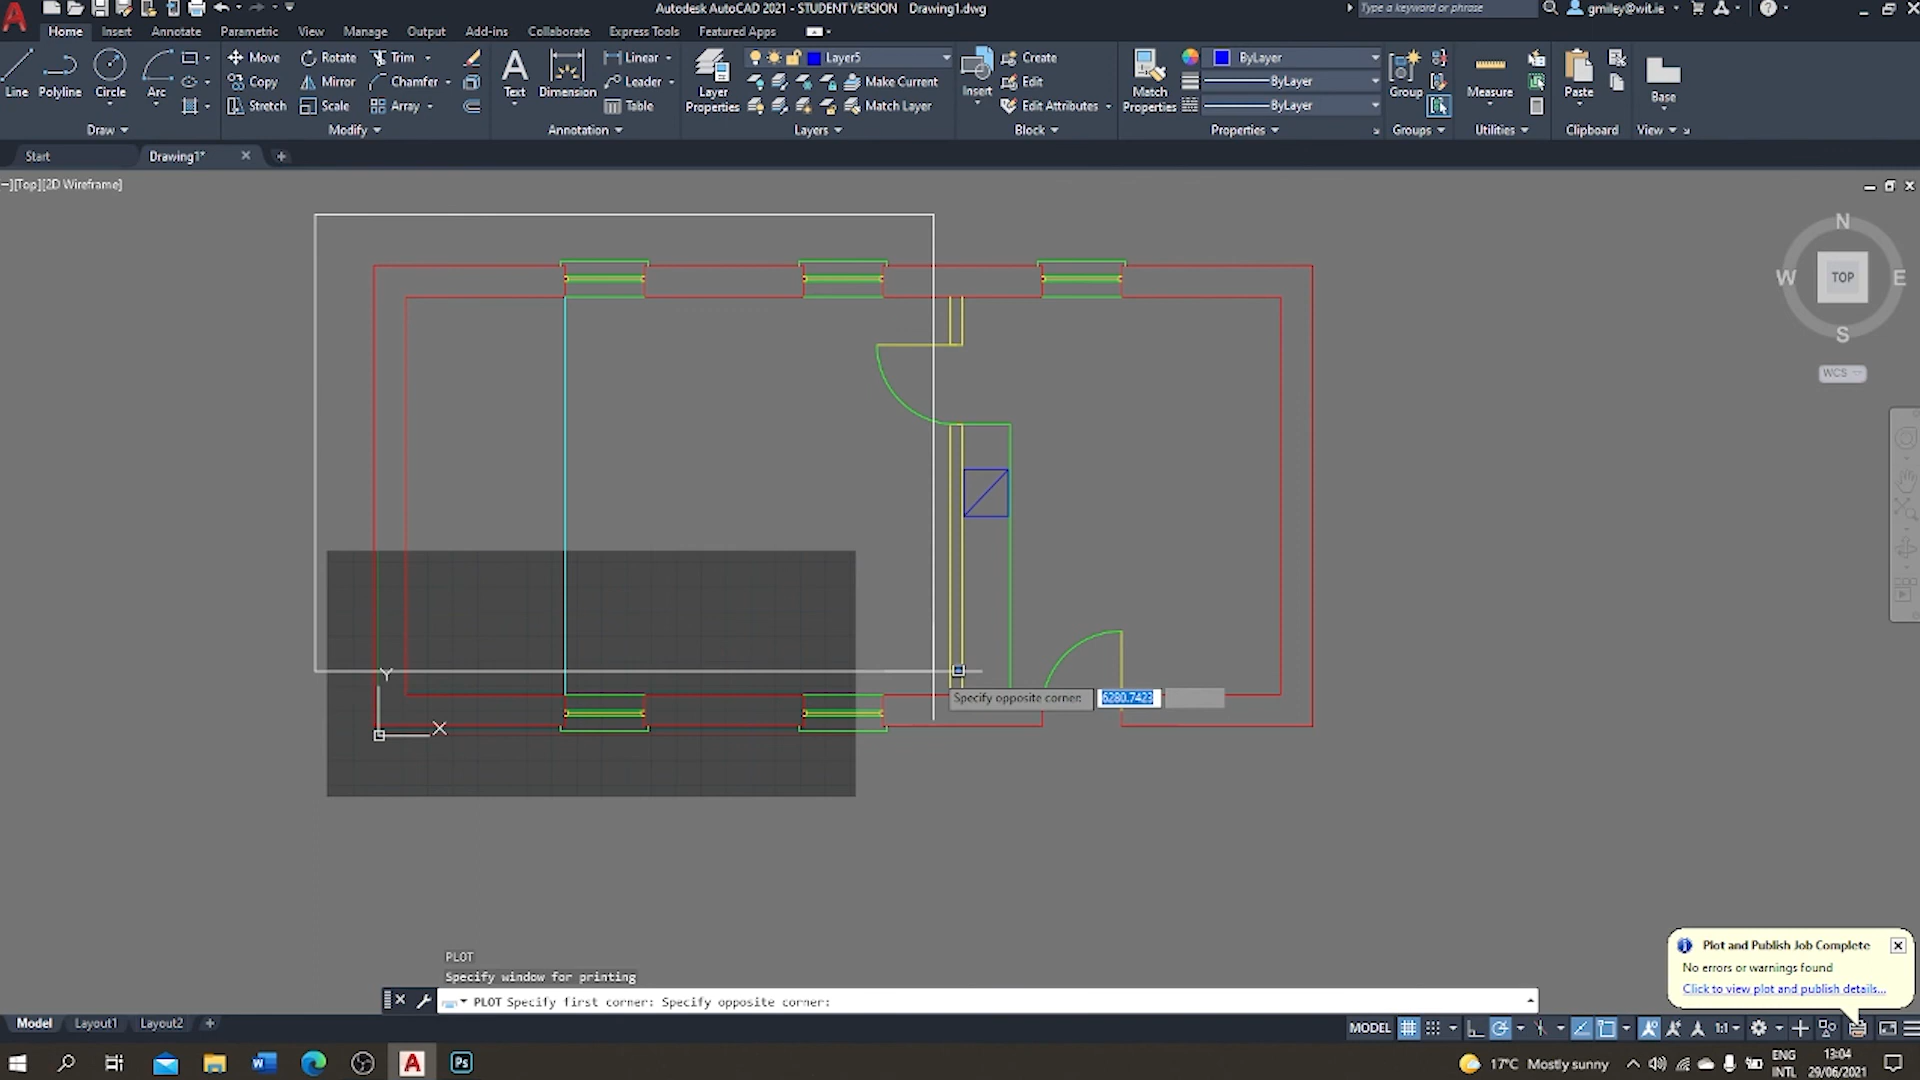 Autodesk AutoCAD 2021 - STUDENT VERSION Drawing1.dwg
Type a keyword or phrase
gmiley@wit.ie
Home Insert Annotate Parametric View Manage Output Add-ins Collaborate Express Tools Featured Apps
Line Polyline Circle Arc
Draw
Move Rotate Trim
Copy Mirror Chamfer
Stretch Scale Array
Modify
Text Dimension
Linear
Leader
Table
Annotation
Layer Properties
Layer5
Make Current
Match Layer
Layers
Insert
Create
Edit
Edit Attributes
Block
Match Properties
ByLayer
ByLayer
ByLayer
Properties
Group
Groups
Measure
Utilities
Paste
Clipboard
Base
View
Start Drawing1*
[Top][2D Wireframe]
N
W TOP E
S
WCS
Y
X
Specify opposite corner: 6280.7423
PLOT
Specify window for printing
PLOT Specify first corner: Specify opposite corner:
Plot and Publish Job Complete
No errors or warnings found
Click to view plot and publish details...
Model Layout1 Layout2
MODEL
1:1
17°C Mostly sunny
ENG
INTL
13:04
29/06/2021